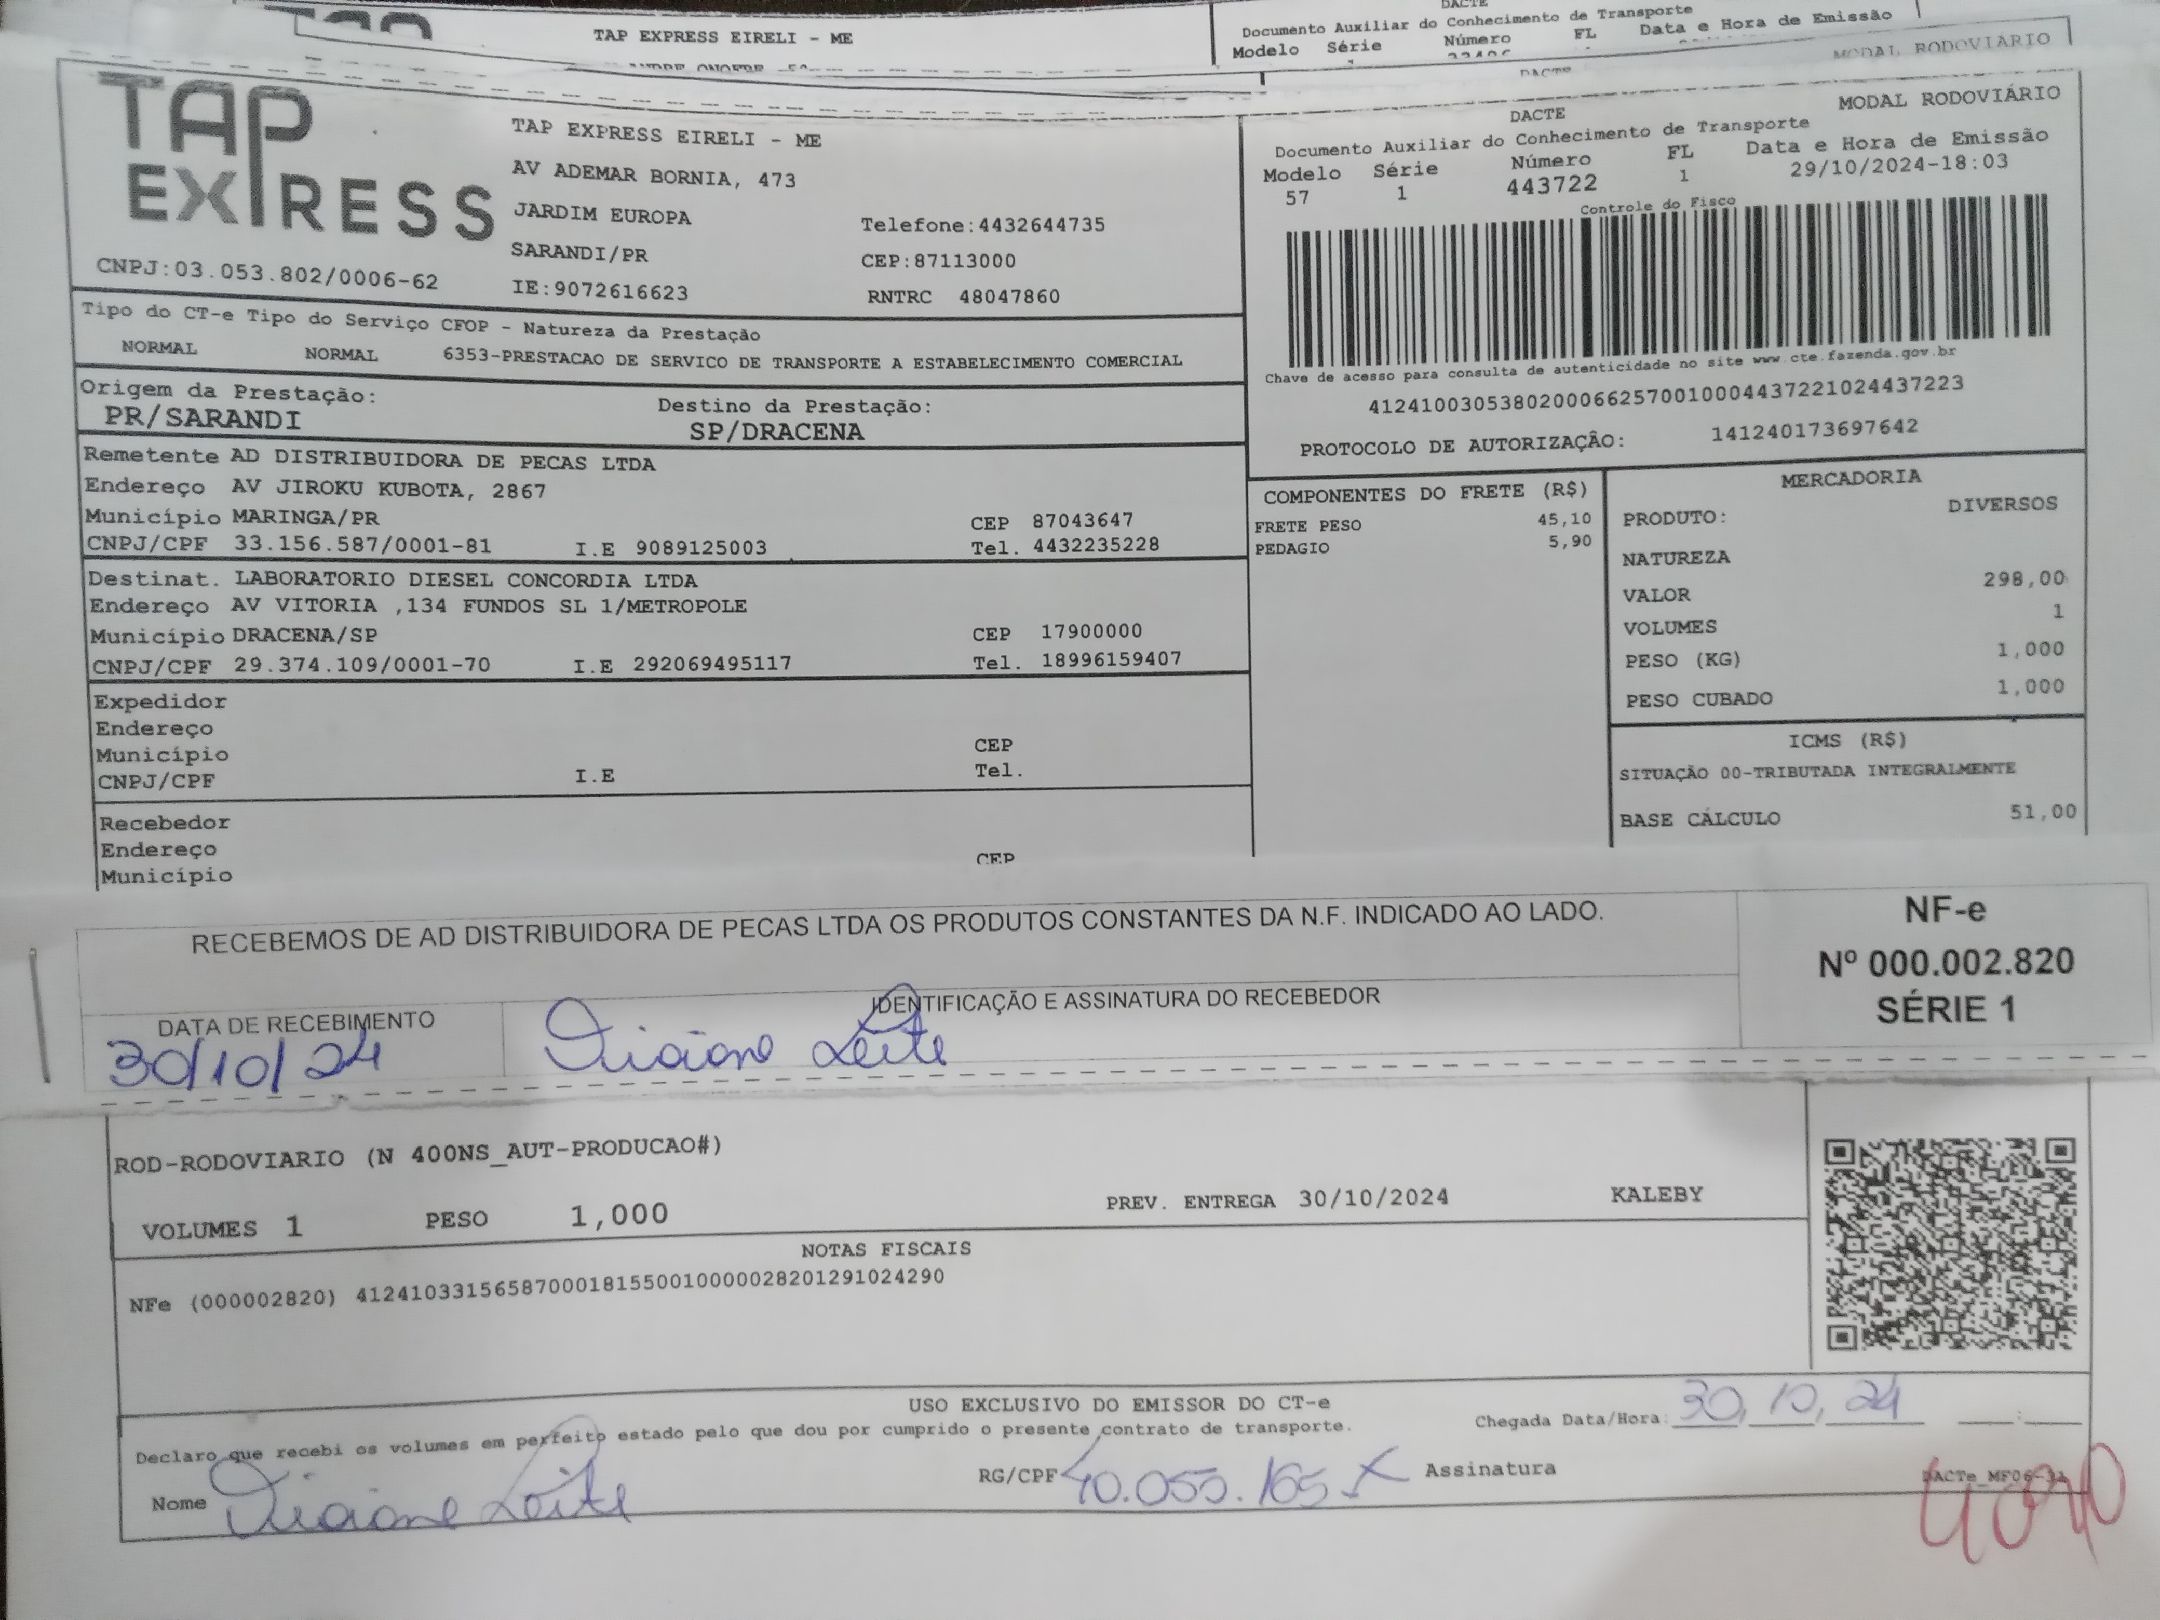 TAP EXPRESS EIRELI - ME
DACTE
Documento Auxiliar do Conhecimento de Transporte
Modelo Série Número FL Data e Hora de Emissão
MODAL RODOVIÁRIO
DACTE
TAP EXPRESS
CNPJ:03.053.802/0006-62
TAP EXPRESS EIRELI - ME
AV ADEMAR BORNIA, 473
JARDIM EUROPA
Telefone:4432644735
SARANDI/PR
CEP:87113000
IE:9072616623
RNTRC 48047860
DACTE MODAL RODOVIÁRIO
Documento Auxiliar do Conhecimento de Transporte
Modelo Série Número FL Data e Hora de Emissão
57 1 443722 1 29/10/2024-18:03
Controle do Fisco
Chave de acesso para consulta de autenticidade no site www.cte.fazenda.gov.br
41241003053802000662570010004437221024437223
PROTOCOLO DE AUTORIZAÇÃO: 141240173697642
Tipo do CT-e Tipo do Serviço CFOP - Natureza da Prestação
NORMAL NORMAL 6353-PRESTACAO DE SERVICO DE TRANSPORTE A ESTABELECIMENTO COMERCIAL
Origem da Prestação: Destino da Prestação:
PR/SARANDI SP/DRACENA
Remetente AD DISTRIBUIDORA DE PECAS LTDA
Endereço AV JIROKU KUBOTA, 2867
Município MARINGA/PR CEP 87043647
CNPJ/CPF 33.156.587/0001-81 I.E 9089125003 Tel. 4432235228
Destinat. LABORATORIO DIESEL CONCORDIA LTDA
Endereço AV VITORIA ,134 FUNDOS SL 1/METROPOLE
Município DRACENA/SP CEP 17900000
CNPJ/CPF 29.374.109/0001-70 I.E 292069495117 Tel. 18996159407
Expedidor
Endereço
Município CEP
CNPJ/CPF I.E Tel.
Recebedor
Endereço
Município CEP
COMPONENTES DO FRETE (R$)
FRETE PESO 45,10
PEDAGIO 5,90
MERCADORIA
PRODUTO: DIVERSOS
NATUREZA
VALOR 298,00
VOLUMES 1
PESO (KG) 1,000
PESO CUBADO 1,000
ICMS (R$)
SITUAÇÃO 00-TRIBUTADA INTEGRALMENTE
BASE CÁLCULO 51,00
RECEBEMOS DE AD DISTRIBUIDORA DE PECAS LTDA OS PRODUTOS CONSTANTES DA N.F. INDICADO AO LADO.
NF-e
Nº 000.002.820
SÉRIE 1
DATA DE RECEBIMENTO IDENTIFICAÇÃO E ASSINATURA DO RECEBEDOR
30/10/24 Leite
ROD-RODOVIARIO (N 400NS_AUT-PRODUCAO#)
VOLUMES 1 PESO 1,000 PREV. ENTREGA 30/10/2024 KALEBY
NOTAS FISCAIS
NFe (000002820) 41241033156587000181550010000028201291024290
USO EXCLUSIVO DO EMISSOR DO CT-e
Declaro que recebi os volumes em perfeito estado pelo que dou por cumprido o presente contrato de transporte.
Chegada Data/Hora: 30, 10, 24 :
Nome Leite RG/CPF Assinatura
DACTe_MF06-31